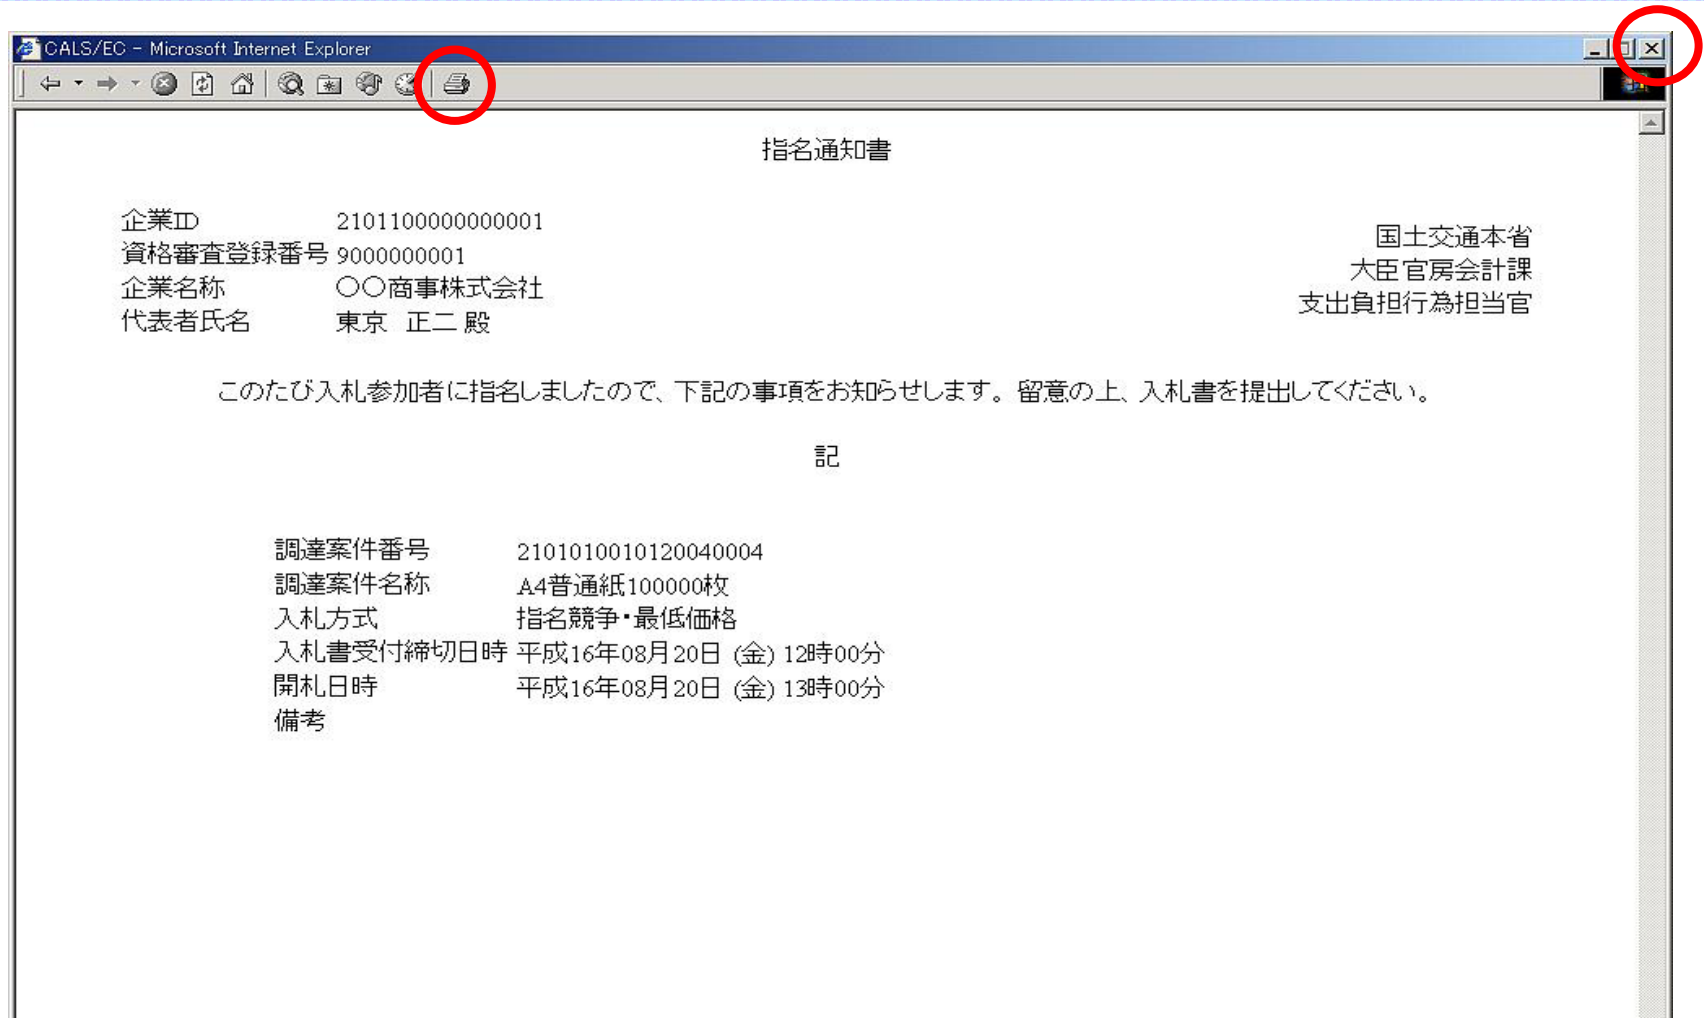 CALS/EC - Microsoft Internet Explorer
指名通知書
企業ID 2101100000000001
資格審査登録番号 9000000001
企業名称 〇〇商事株式会社
代表者氏名 東京 正二 殿
国土交通本省
大臣官房会計課
支出負担行為担当官
このたび入札参加者に指名しましたので、下記の事項をお知らせします。留意の上、入札書を提出してください。
記
調達案件番号 2101010010120040004
調達案件名称 A4普通紙100000枚
入札方式 指名競争・最低価格
入札書受付締切日時 平成16年08月20日 (金) 12時00分
開札日時 平成16年08月20日 (金) 13時00分
備考